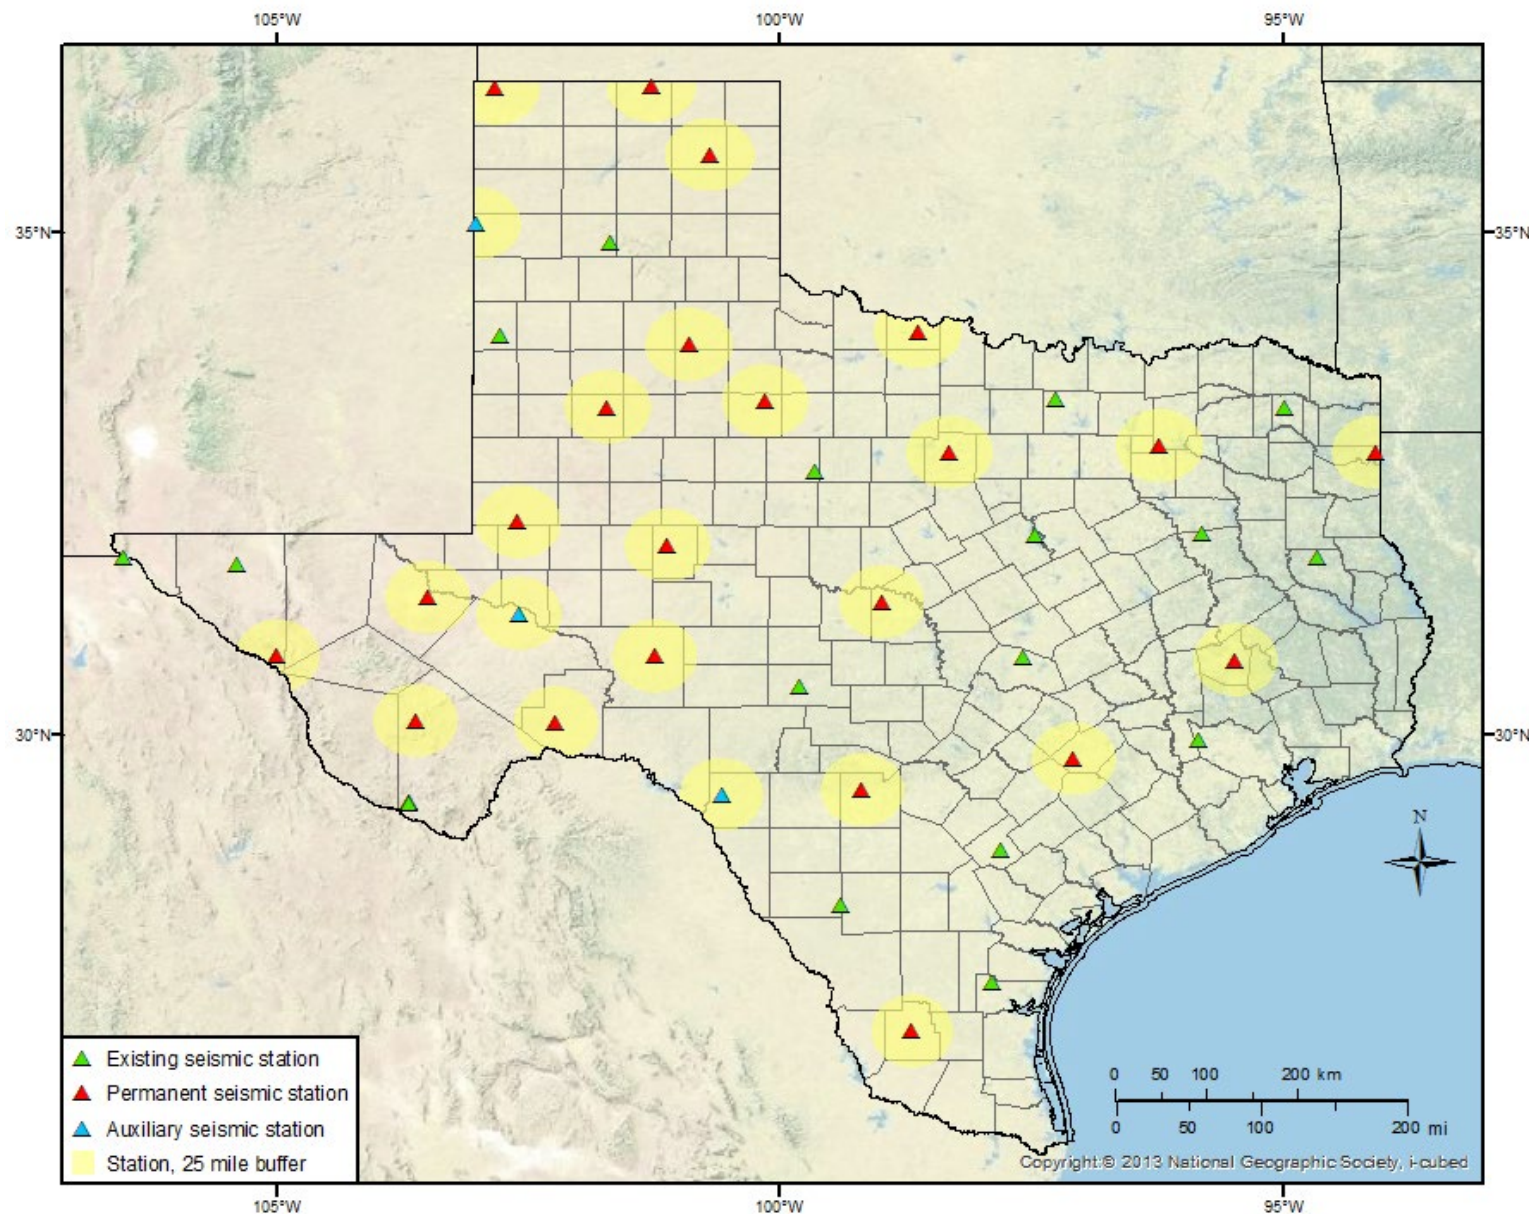 105°W 100°W 95°W
35°N 35°N
30°N 30°N
N
Existing seismic station
Permanent seismic station
Auxiliary seismic station
Station, 25 mile buffer
0 50 100 200 km
0 50 100 200 mi
Copyright:© 2013 National Geographic Society, i-cubed
105°W 100°W 95°W